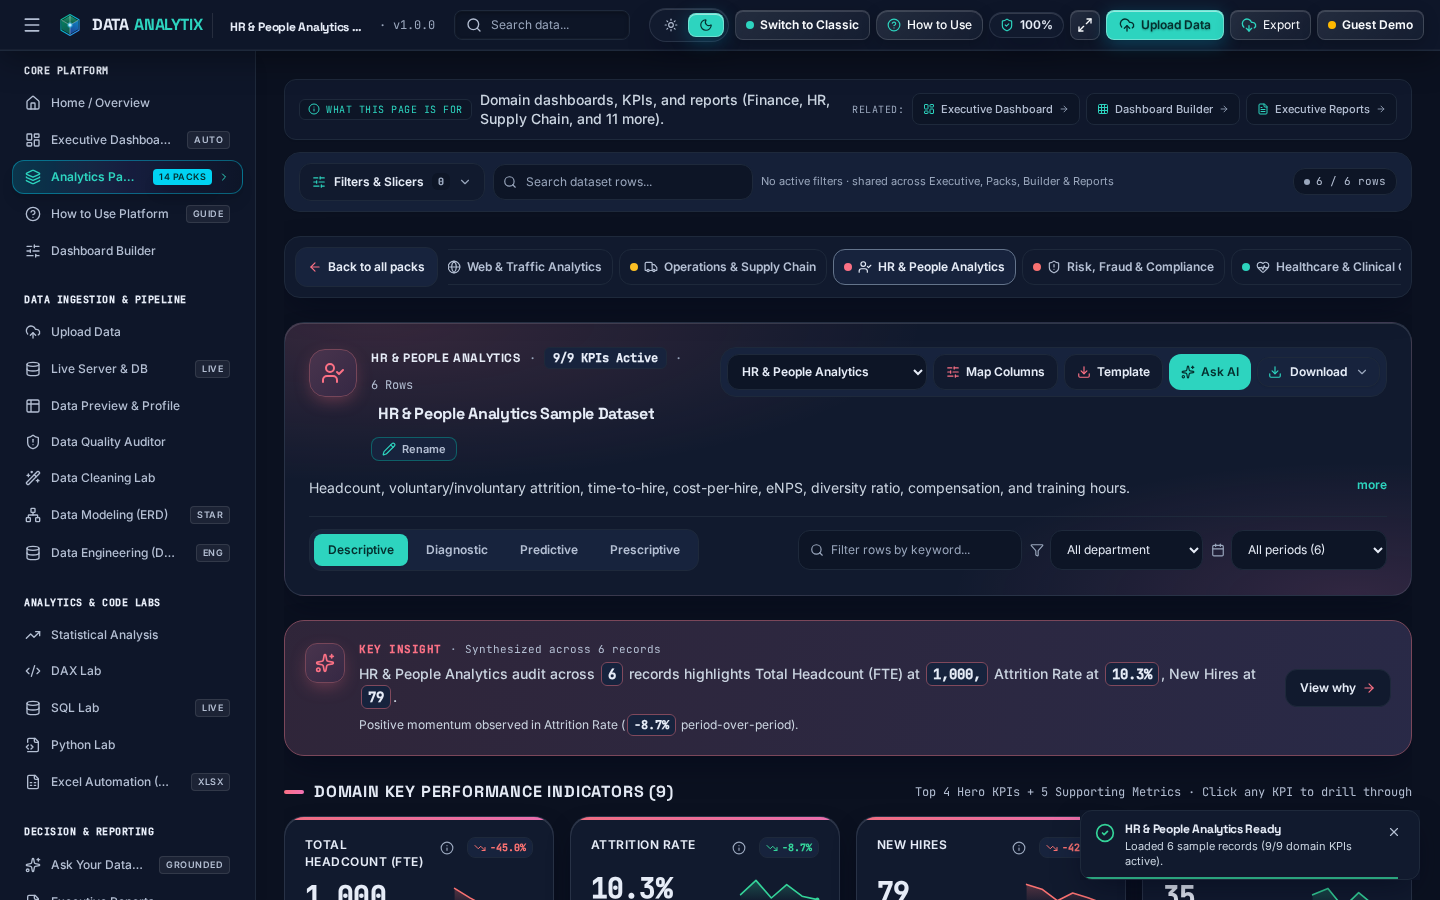 DATA ANALYTIX
HR & People Analytics ...
· v1.0.0
Search data...
Switch to Classic
How to Use
100%
Upload Data
Export
Guest Demo
CORE PLATFORM
Home / Overview
Executive Dashboa... AUTO
Analytics Pa... 14 PACKS
How to Use Platform GUIDE
Dashboard Builder
DATA INGESTION & PIPELINE
Upload Data
Live Server & DB LIVE
Data Preview & Profile
Data Quality Auditor
Data Cleaning Lab
Data Modeling (ERD) STAR
Data Engineering (D... ENG
ANALYTICS & CODE LABS
Statistical Analysis
DAX Lab
SQL Lab LIVE
Python Lab
Excel Automation (... XLSX
DECISION & REPORTING
Ask Your Data... GROUNDED
Executive Reports
WHAT THIS PAGE IS FOR
Domain dashboards, KPIs, and reports (Finance, HR,
Supply Chain, and 11 more).
RELATED:
Executive Dashboard →
Dashboard Builder →
Executive Reports →
Filters & Slicers 0
Search dataset rows...
No active filters · shared across Executive, Packs, Builder & Reports
6 / 6 rows
Back to all packs
Web & Traffic Analytics
Operations & Supply Chain
HR & People Analytics
Risk, Fraud & Compliance
Healthcare & Clinical
HR & PEOPLE ANALYTICS · 9/9 KPIs Active ·
6 Rows
HR & People Analytics Sample Dataset
Rename
HR & People Analytics
Map Columns
Template
Ask AI
Download
Headcount, voluntary/involuntary attrition, time-to-hire, cost-per-hire, eNPS, diversity ratio, compensation, and training hours.
more
Descriptive
Diagnostic
Predictive
Prescriptive
Filter rows by keyword...
All department
All periods (6)
KEY INSIGHT · Synthesized across 6 records
HR & People Analytics audit across 6 records highlights Total Headcount (FTE) at 1,000, Attrition Rate at 10.3%, New Hires at
79.
Positive momentum observed in Attrition Rate (-8.7% period-over-period).
View why →
DOMAIN KEY PERFORMANCE INDICATORS (9)
Top 4 Hero KPIs + 5 Supporting Metrics · Click any KPI to drill through
TOTAL
HEADCOUNT (FTE)
-45.0%
1,000
ATTRITION RATE
-8.7%
10.3%
NEW HIRES
-42
79
35
HR & People Analytics Ready
Loaded 6 sample records (9/9 domain KPIs
active).